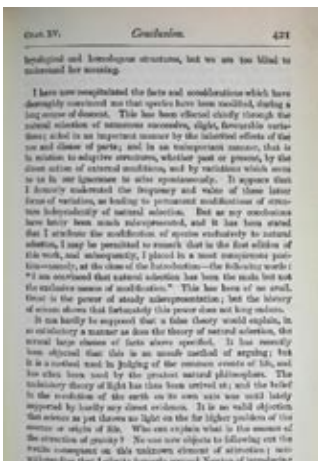 Chap. XV. Conclusion. 421
logical and homologous structures, but we are too blind to
understand her meaning.
I have now recapitulated the facts and considerations which have
thoroughly convinced me that species have been modified, during a
long course of descent. This has been effected chiefly through the
natural selection of numerous successive, slight, favourable varia-
tions; aided in an important manner by the inherited effects of the
use and disuse of parts; and in an unimportant manner, that is
in relation to adaptive structures, whether past or present, by the
direct action of external conditions, and by variations which seem
to us in our ignorance to arise spontaneously. It appears that
I formerly underrated the frequency and value of these latter
forms of variation, as leading to permanent modifications of struc-
ture independently of natural selection. But as my conclusions
have lately been much misrepresented, and it has been stated
that I attribute the modification of species exclusively to natural
selection, I may be permitted to remark that in the first edition of
this work, and subsequently, I placed in a most conspicuous posi-
tion—namely, at the close of the Introduction—the following words:
"I am convinced that natural selection has been the main but not
the exclusive means of modification." This has been of no avail.
Great is the power of steady misrepresentation; but the history
of science shows that fortunately this power does not long endure.
It can hardly be supposed that a false theory would explain, in
so satisfactory a manner as does the theory of natural selection, the
several large classes of facts above specified. It has recently
been objected that this is an unsafe method of arguing; but
it is a method used in judging of the common events of life, and
has often been used by the greatest natural philosophers. The
undulatory theory of light has thus been arrived at; and the belief
in the revolution of the earth on its own axis was until lately
supported by hardly any direct evidence. It is no valid objection
that science as yet throws no light on the far higher problem of the
essence or origin of life. Who can explain what is the essence of
the attraction of gravity? No one now objects to following out the
results consequent on this unknown element of attraction; not-